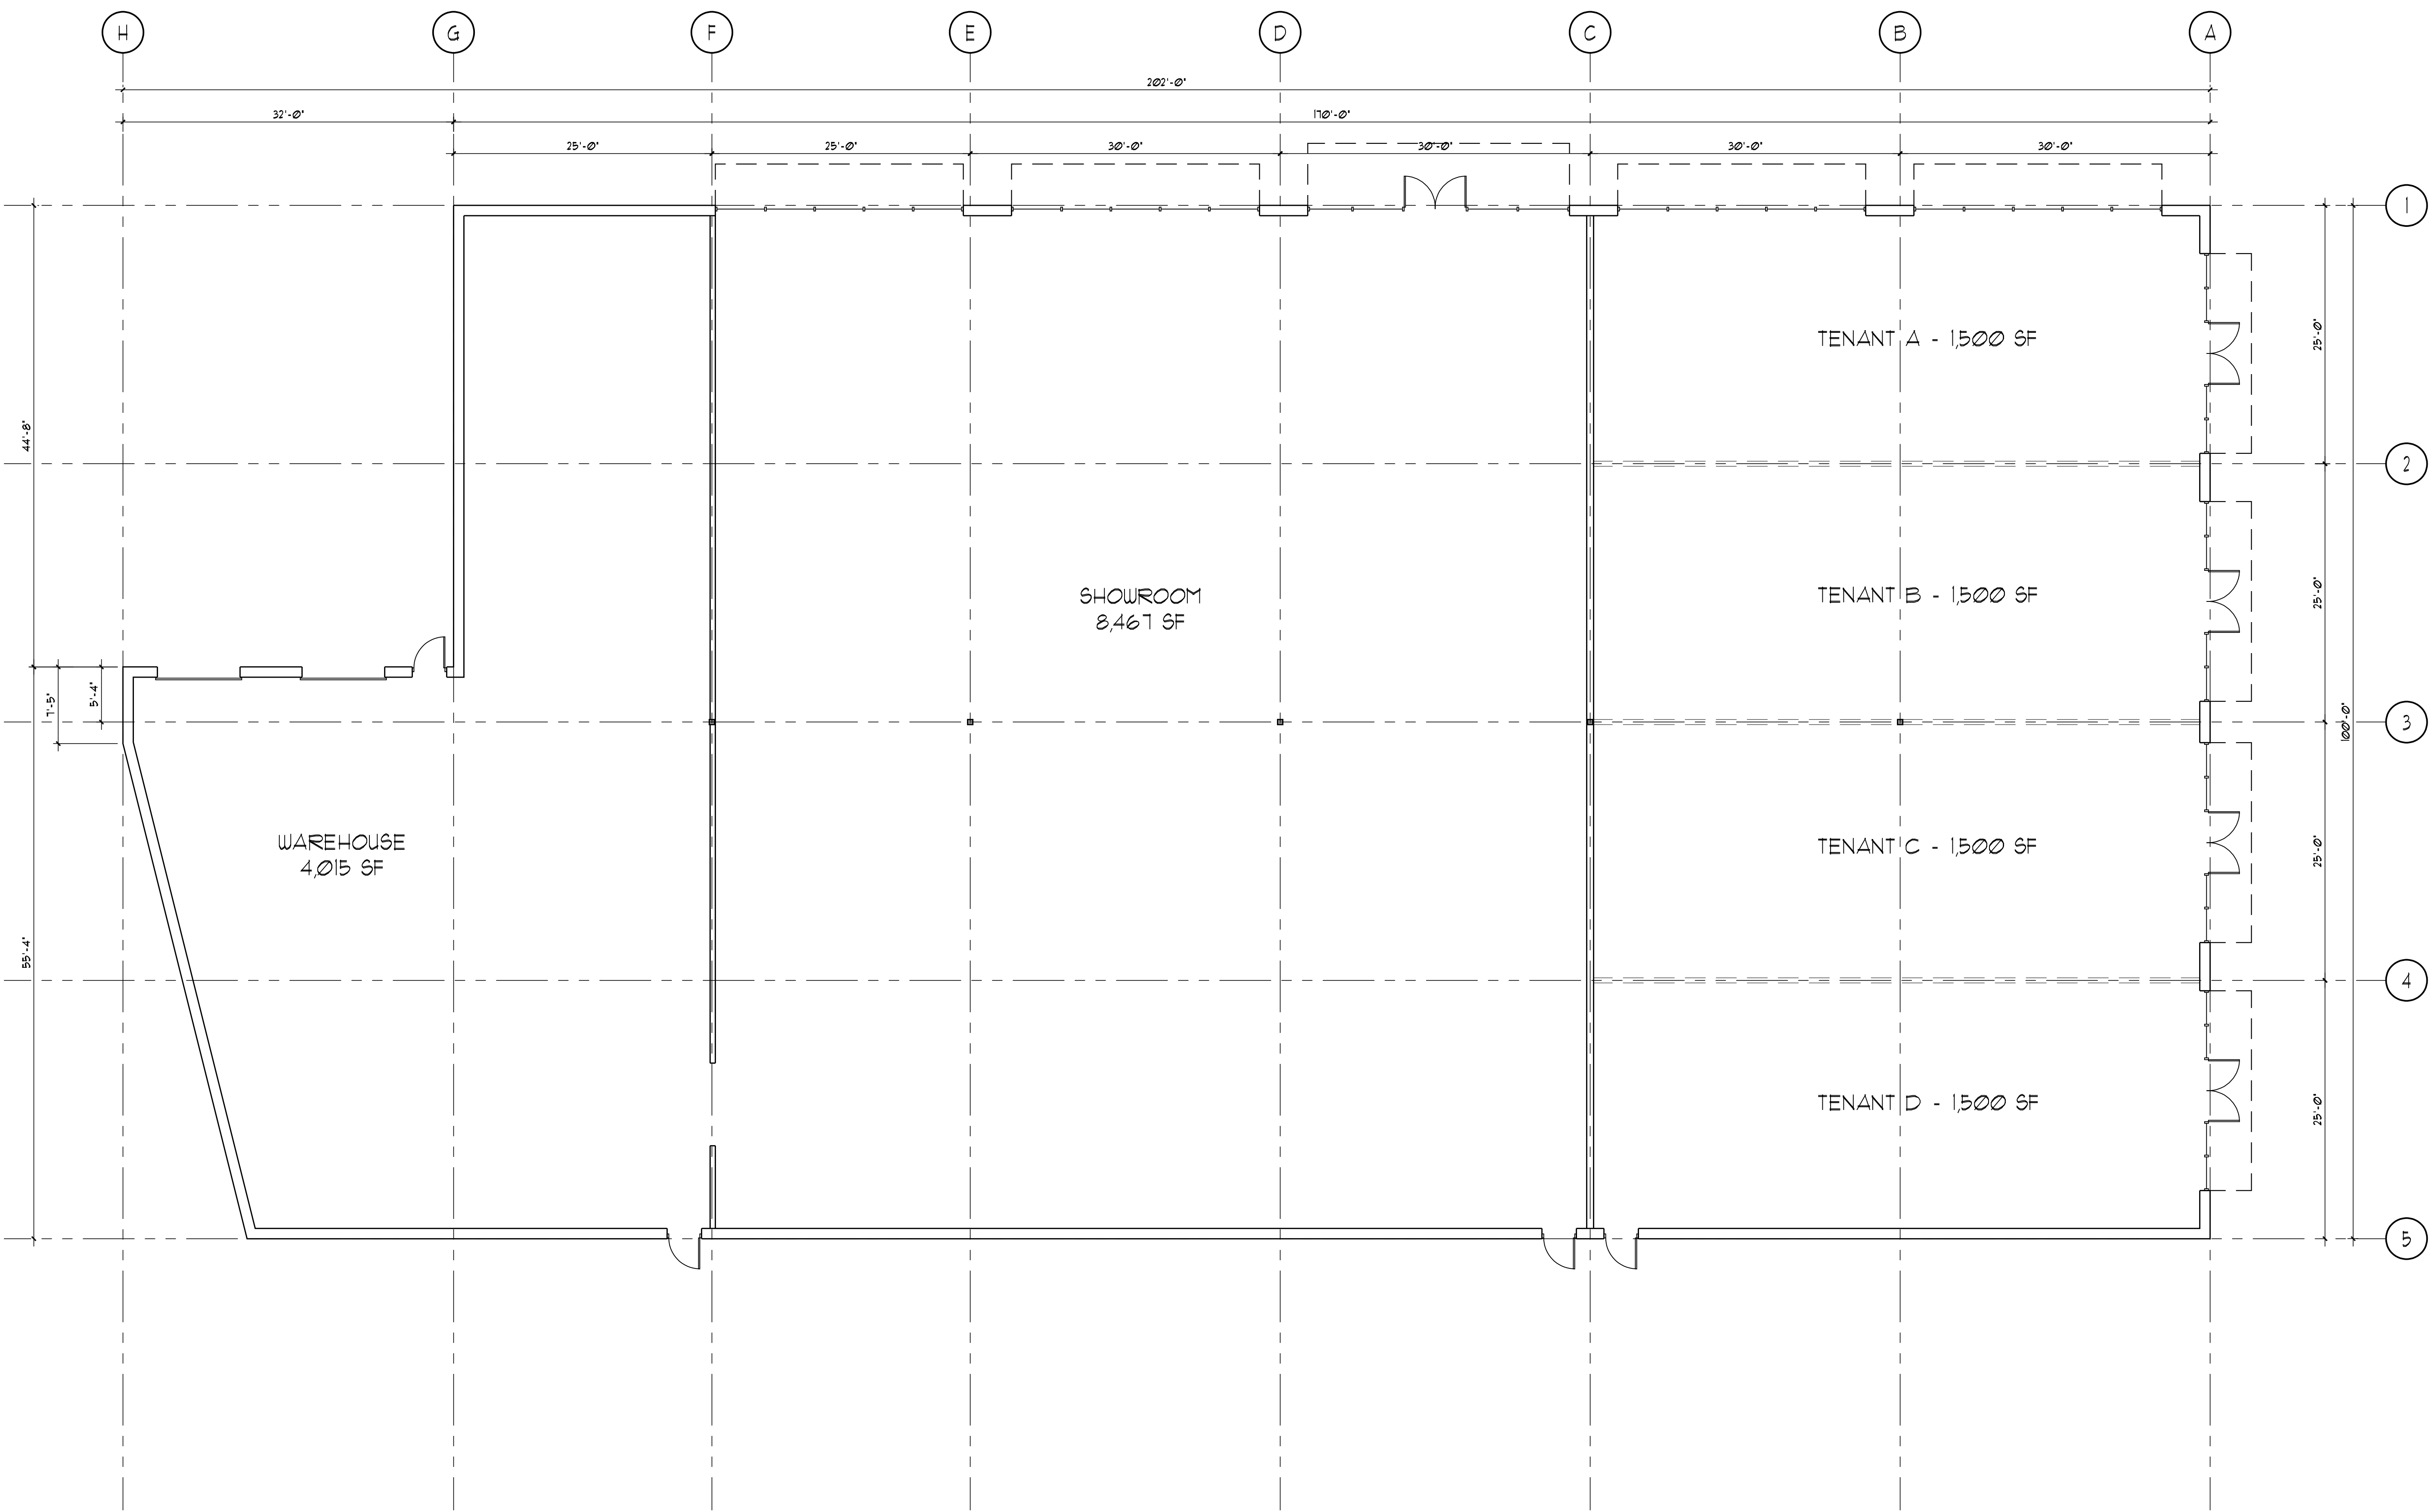 H G F E D C B A
202'-0"
32'-0" 170'-0"
25'-0" 25'-0" 30'-0" 30'-0" 30'-0" 30'-0"
1
25'-0"
TENANT A - 1,500 SF
44'-8"
2
SHOWROOM
8,467 SF
TENANT B - 1,500 SF
25'-0"
7'-5"
5'-4"
100'-0"
3
WAREHOUSE
4,015 SF
TENANT C - 1,500 SF
25'-0"
55'-4"
4
TENANT D - 1,500 SF
25'-0"
5